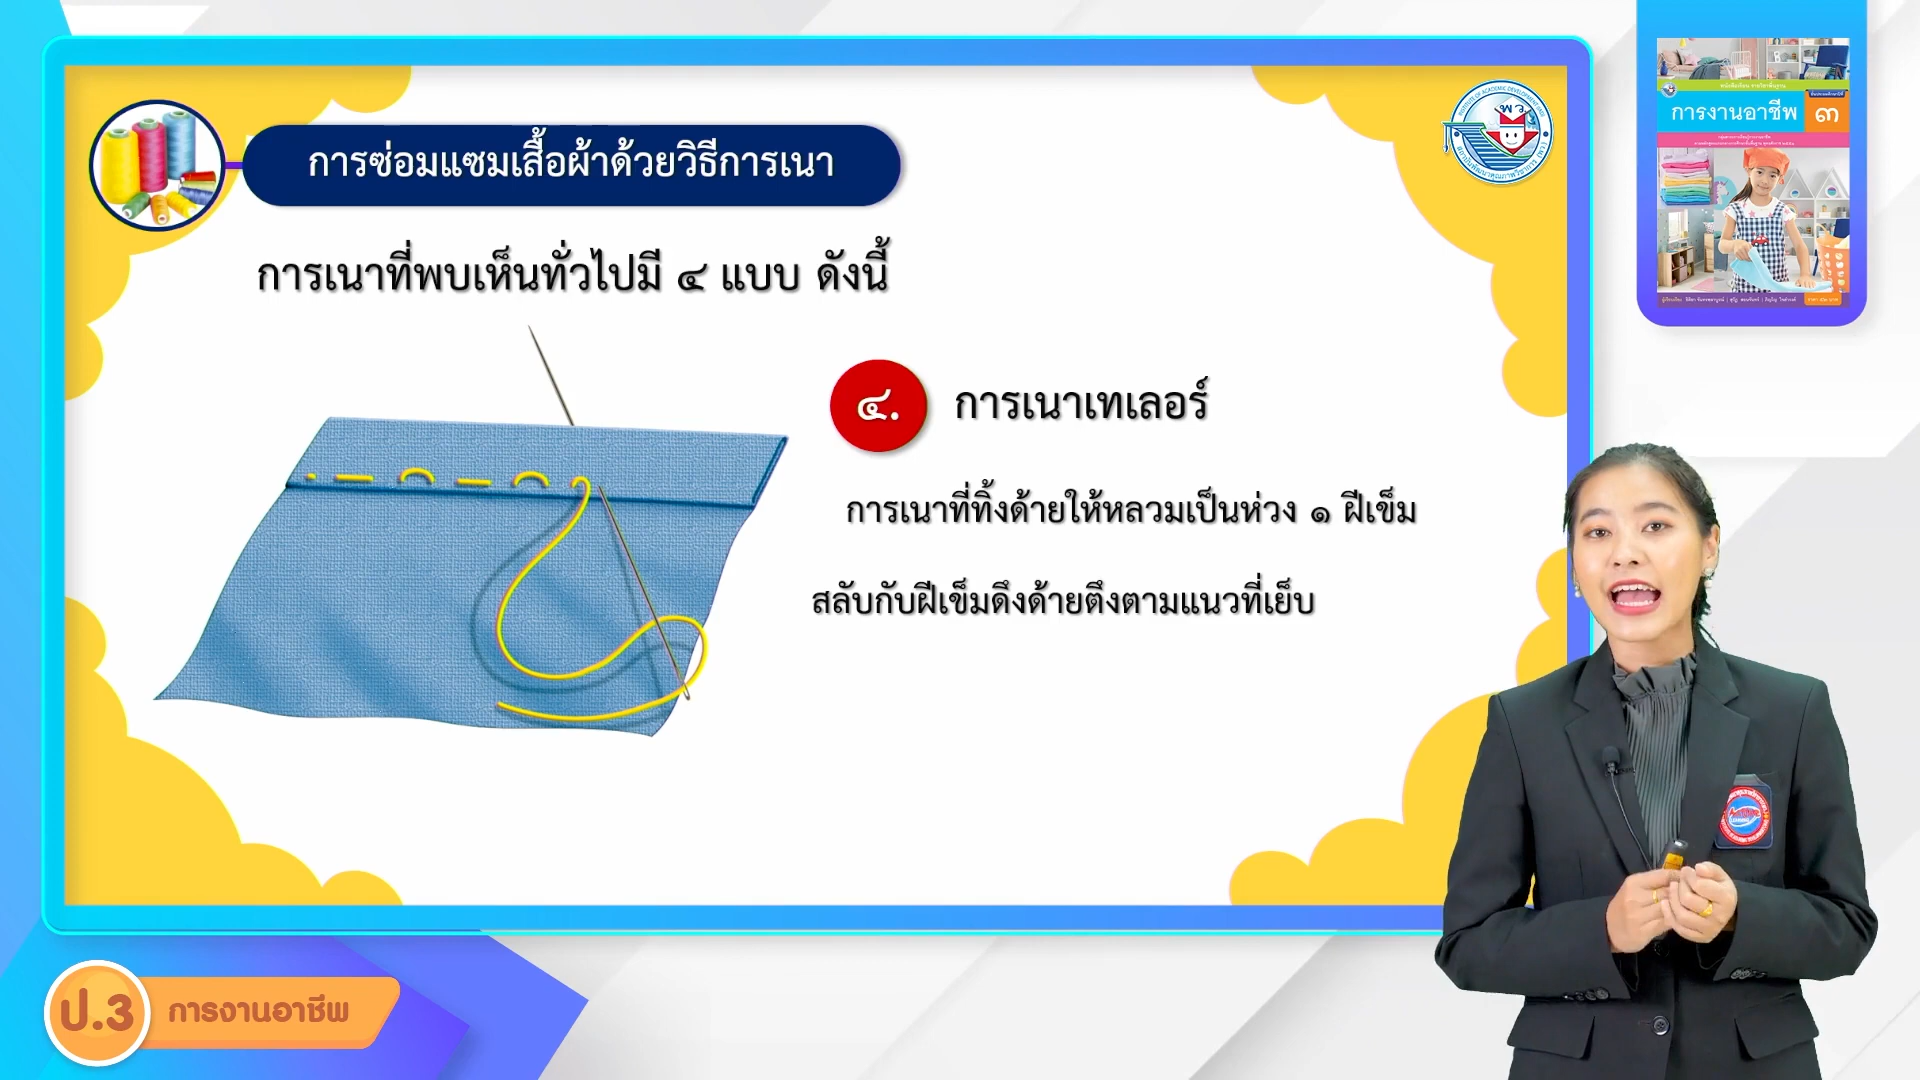 การซ่อมแซมเสื้อผ้าด้วยวิธีการเนา
การเนาที่พบเห็นทั่วไปมี ๔ แบบ ดังนี้
๔. การเนาเทเลอร์
การเนาที่ทิ้งด้ายให้หลวมเป็นห่วง ๑ ฝีเข็ม
สลับกับฝีเข็มดึงด้ายตึงตามแนวที่เย็บ
พว.
การงานอาชีพ ๓
ป.3 การงานอาชีพ